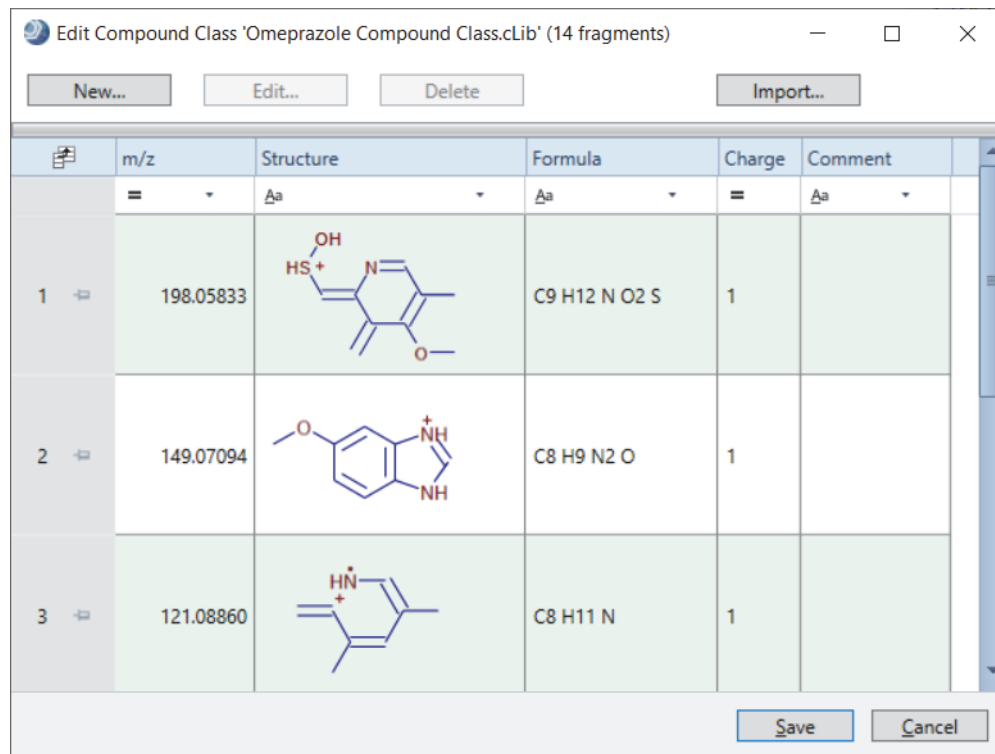 Edit Compound Class 'Omeprazole Compound Class.cLib' (14 fragments)
New... Edit... Delete Import...
m/z Structure Formula Charge Comment
= Aa Aa = Aa
1 198.05833 OH HS + N O C9 H12 N O2 S 1
2 149.07094 O + NH NH C8 H9 N2 O 1
3 121.08860 HN • + C8 H11 N 1
Save Cancel